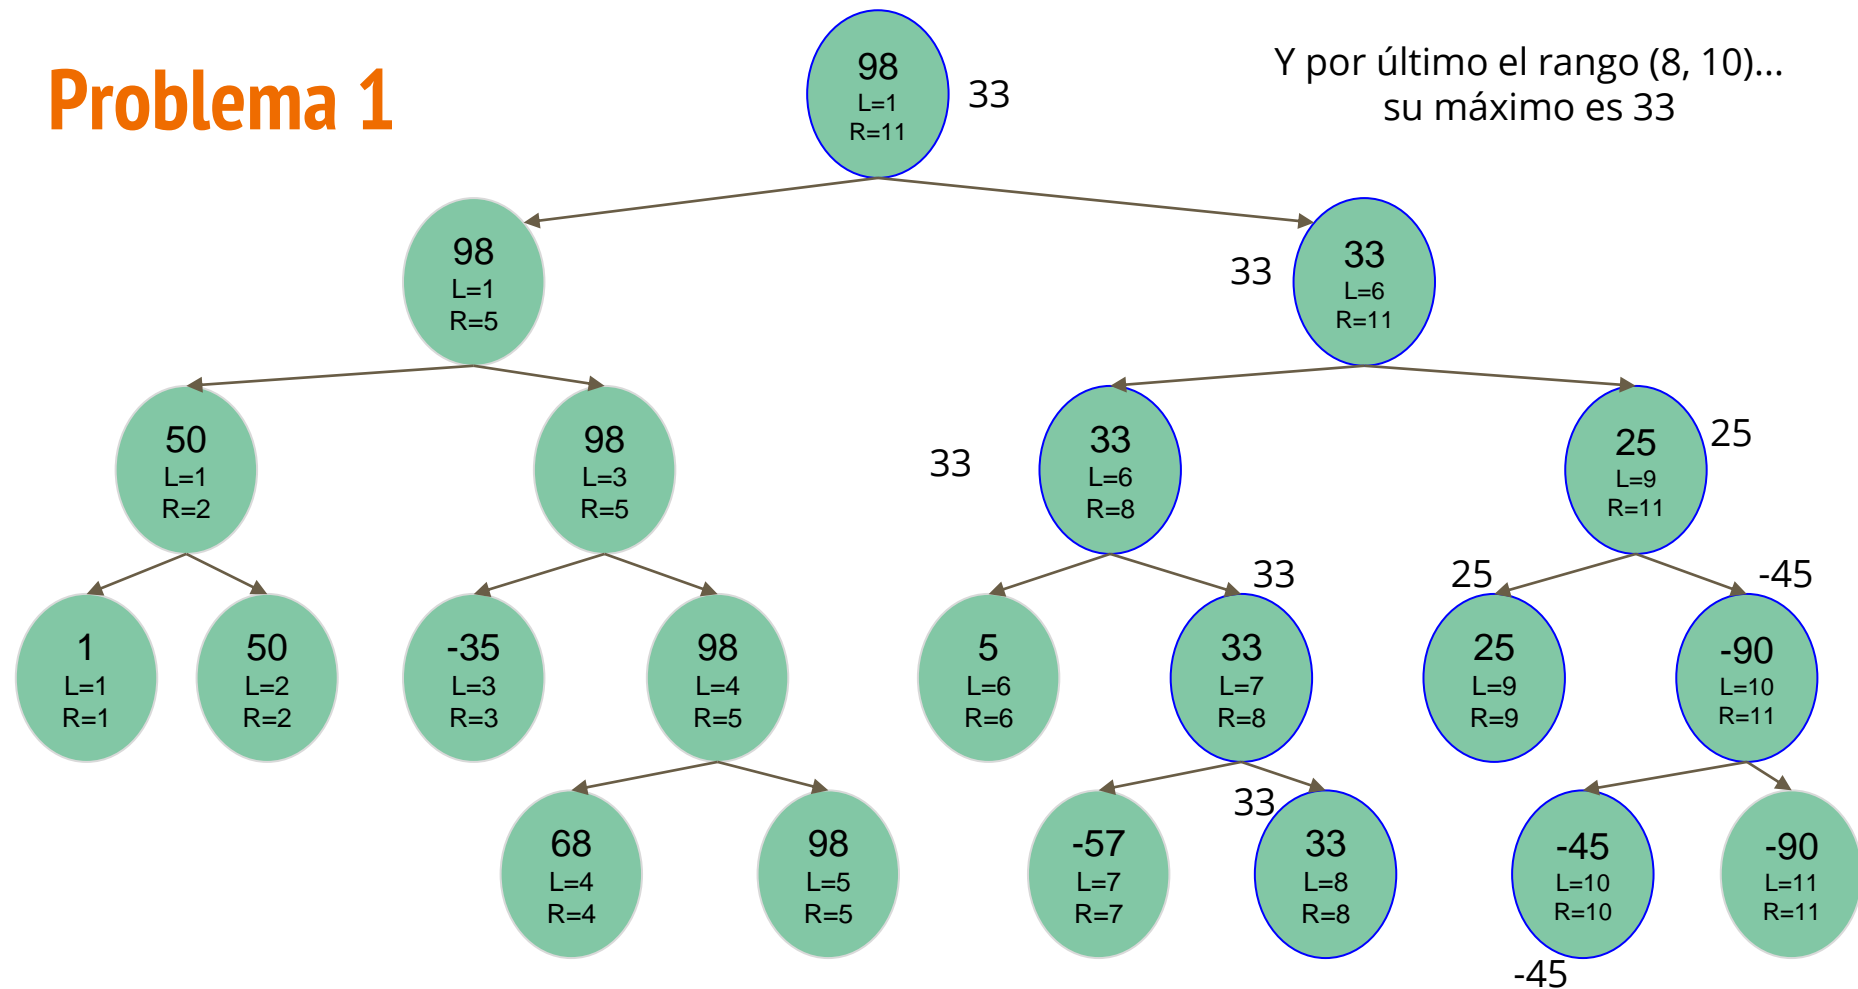 Problema 1
Y por último el rango (8, 10)...
su máximo es 33
98
L=1
R=11
33
98
L=1
R=5
33
33
L=6
R=11
50
L=1
R=2
98
L=3
R=5
33
33
L=6
R=8
25
L=9
R=11
25
33
25
-45
1
L=1
R=1
50
L=2
R=2
-35
L=3
R=3
98
L=4
R=5
5
L=6
R=6
33
L=7
R=8
25
L=9
R=9
-90
L=10
R=11
33
68
L=4
R=4
98
L=5
R=5
-57
L=7
R=7
33
L=8
R=8
-45
L=10
R=10
-90
L=11
R=11
-45